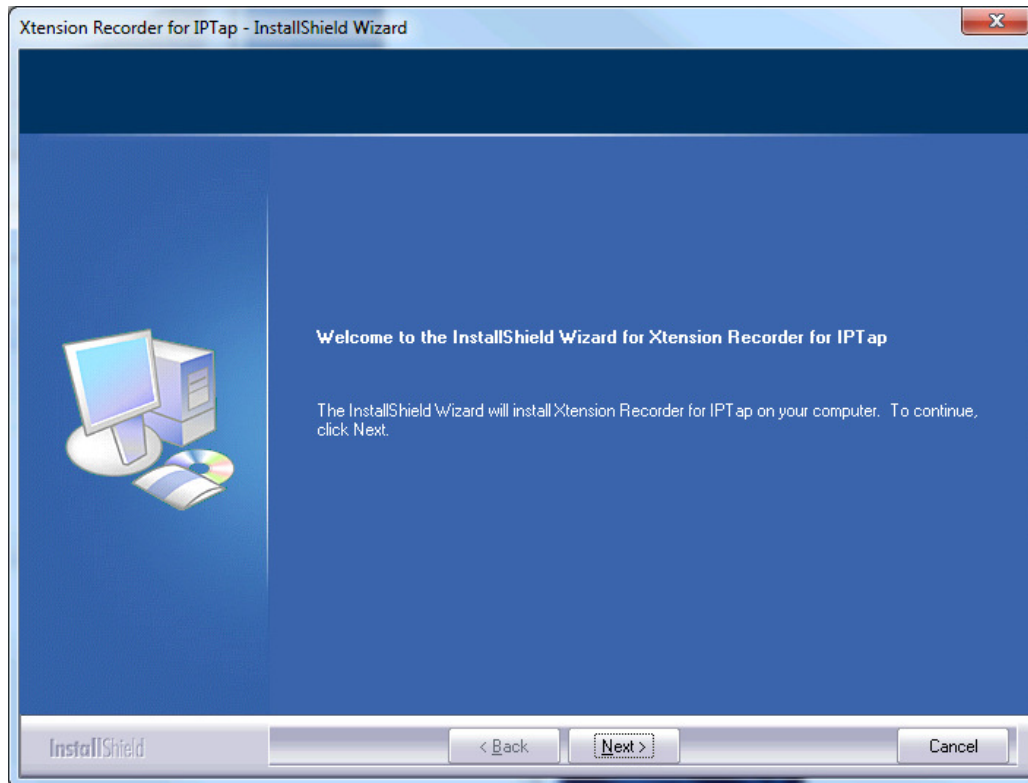 Xtension Recorder for IPTap - InstallShield Wizard
Welcome to the InstallShield Wizard for Xtension Recorder for IPTap
The InstallShield Wizard will install Xtension Recorder for IPTap on your computer. To continue,
click Next.
InstallShield
< Back
Next >
Cancel